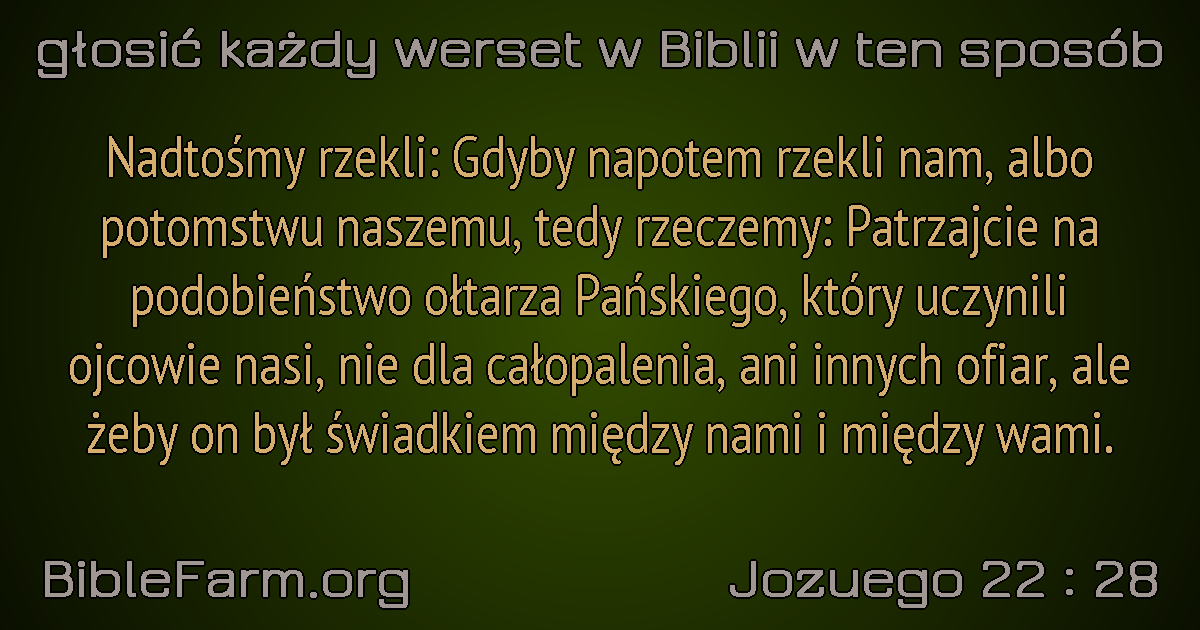 głosić każdy werset w Biblii w ten sposób
Nadtośmy rzekli: Gdyby napotem rzekli nam, albo
potomstwu naszemu, tedy rzeczemy: Patrzajcie na
podobieństwo ołtarza Pańskiego, który uczynili
ojcowie nasi, nie dla całopalenia, ani innych ofiar, ale
żeby on był świadkiem między nami i między wami.
BibleFarm.org
Jozuego 22 : 28